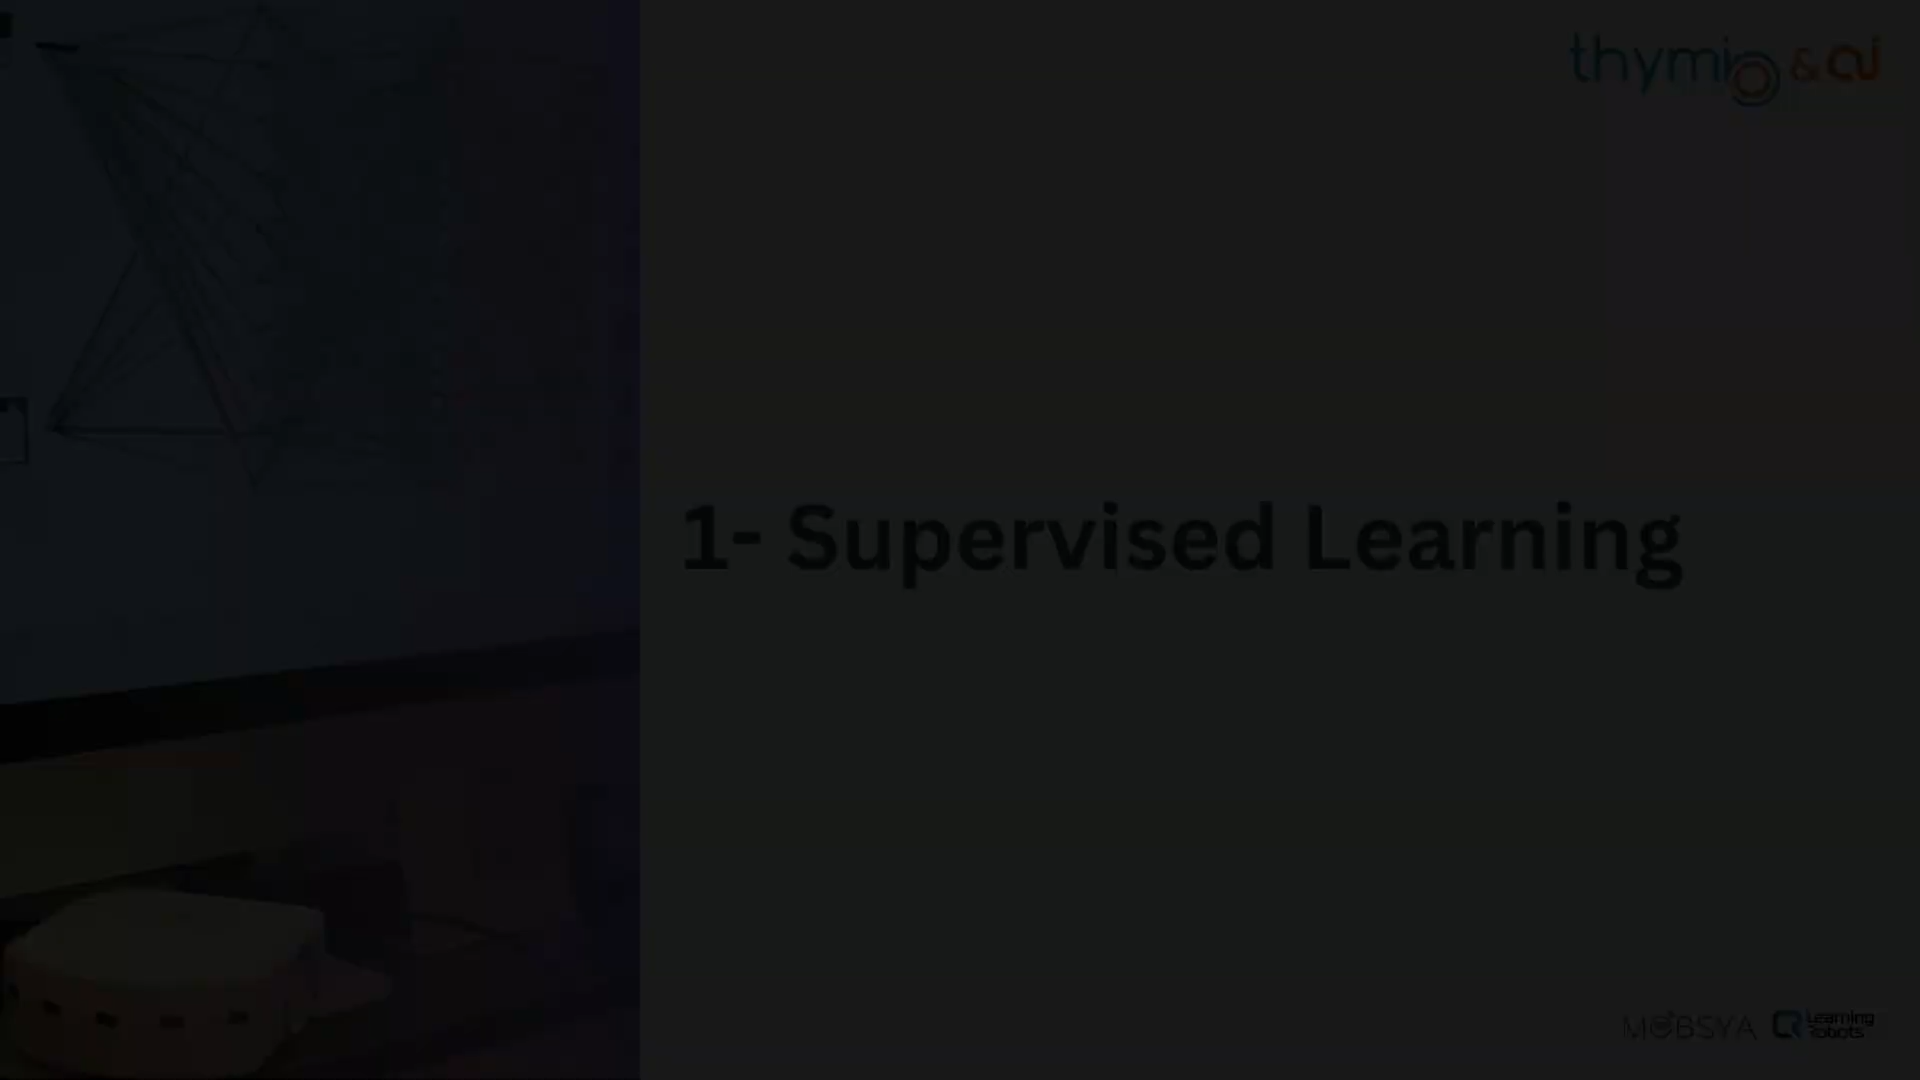 thymio & ai
1- Supervised Learning
MOBSYA
Learning
Robots